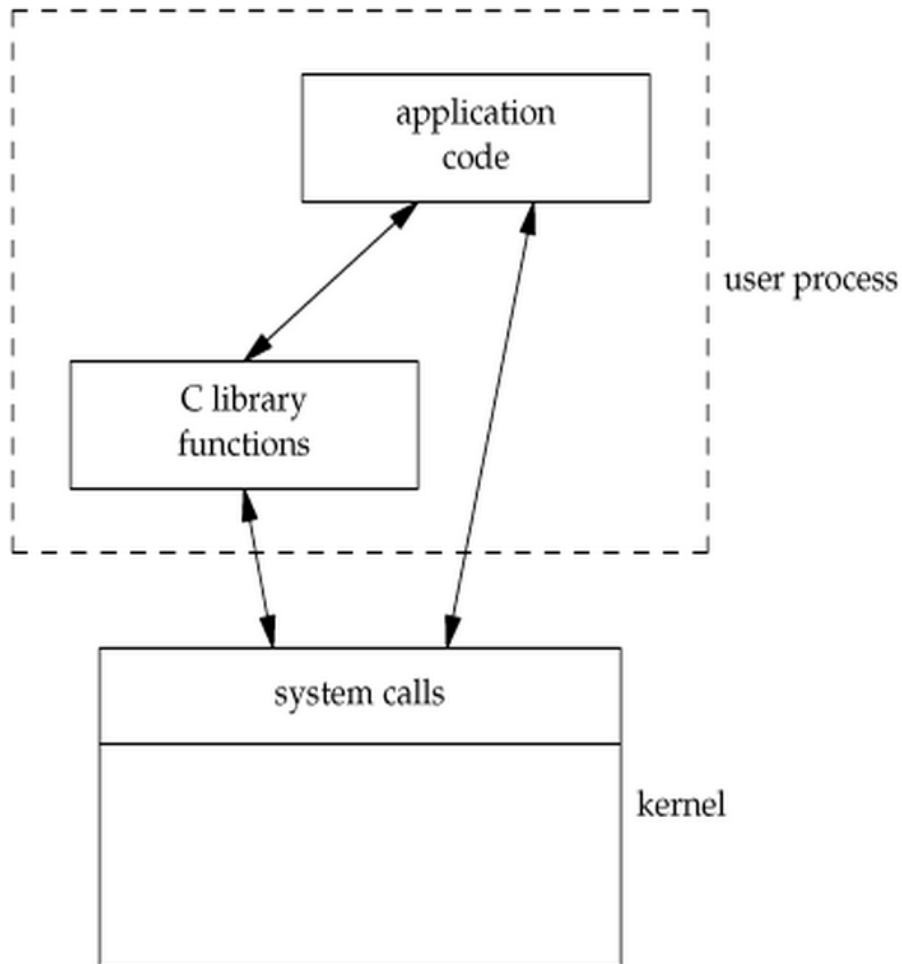 application
code
user process
C library
functions
system calls
kernel